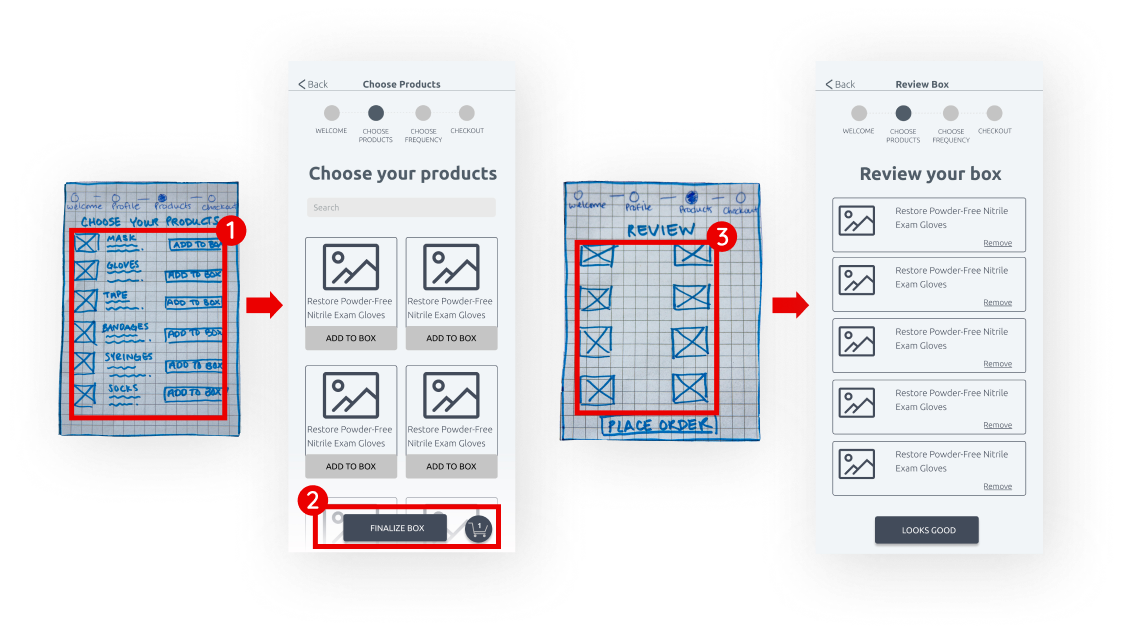 welcome Profile Products Checkout
CHOOSE YOUR PRODUCTS
1
MASK
ADD TO BOX
GLOVES
ADD TO BOX
TAPE
ADD TO BOX
BANDAGES
ADD TO BOX
SYRINGES
ADD TO BOX
SOCKS
ADD TO BOX
Back
Choose Products
WELCOME
CHOOSE
PRODUCTS
CHOOSE
FREQUENCY
CHECKOUT
Choose your products
Search
Restore Powder-Free
Nitrile Exam Gloves
ADD TO BOX
Restore Powder-Free
Nitrile Exam Gloves
ADD TO BOX
Restore Powder-Free
Nitrile Exam Gloves
ADD TO BOX
Restore Powder-Free
Nitrile Exam Gloves
ADD TO BOX
2
FINALIZE BOX
1
welcome Profile Products Checkout
REVIEW
3
PLACE ORDER
Back
Review Box
WELCOME
CHOOSE
PRODUCTS
CHOOSE
FREQUENCY
CHECKOUT
Review your box
Restore Powder-Free Nitrile
Exam Gloves
Remove
Restore Powder-Free Nitrile
Exam Gloves
Remove
Restore Powder-Free Nitrile
Exam Gloves
Remove
Restore Powder-Free Nitrile
Exam Gloves
Remove
Restore Powder-Free Nitrile
Exam Gloves
Remove
LOOKS GOOD